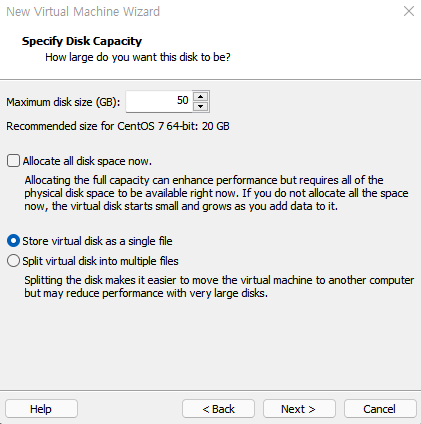 New Virtual Machine Wizard
Specify Disk Capacity
How large do you want this disk to be?
Maximum disk size (GB): 50
Recommended size for CentOS 7 64-bit: 20 GB
Allocate all disk space now.
Allocating the full capacity can enhance performance but requires all of the
physical disk space to be available right now. If you do not allocate all the space
now, the virtual disk starts small and grows as you add data to it.
Store virtual disk as a single file
Split virtual disk into multiple files
Splitting the disk makes it easier to move the virtual machine to another computer
but may reduce performance with very large disks.
Help < Back Next > Cancel